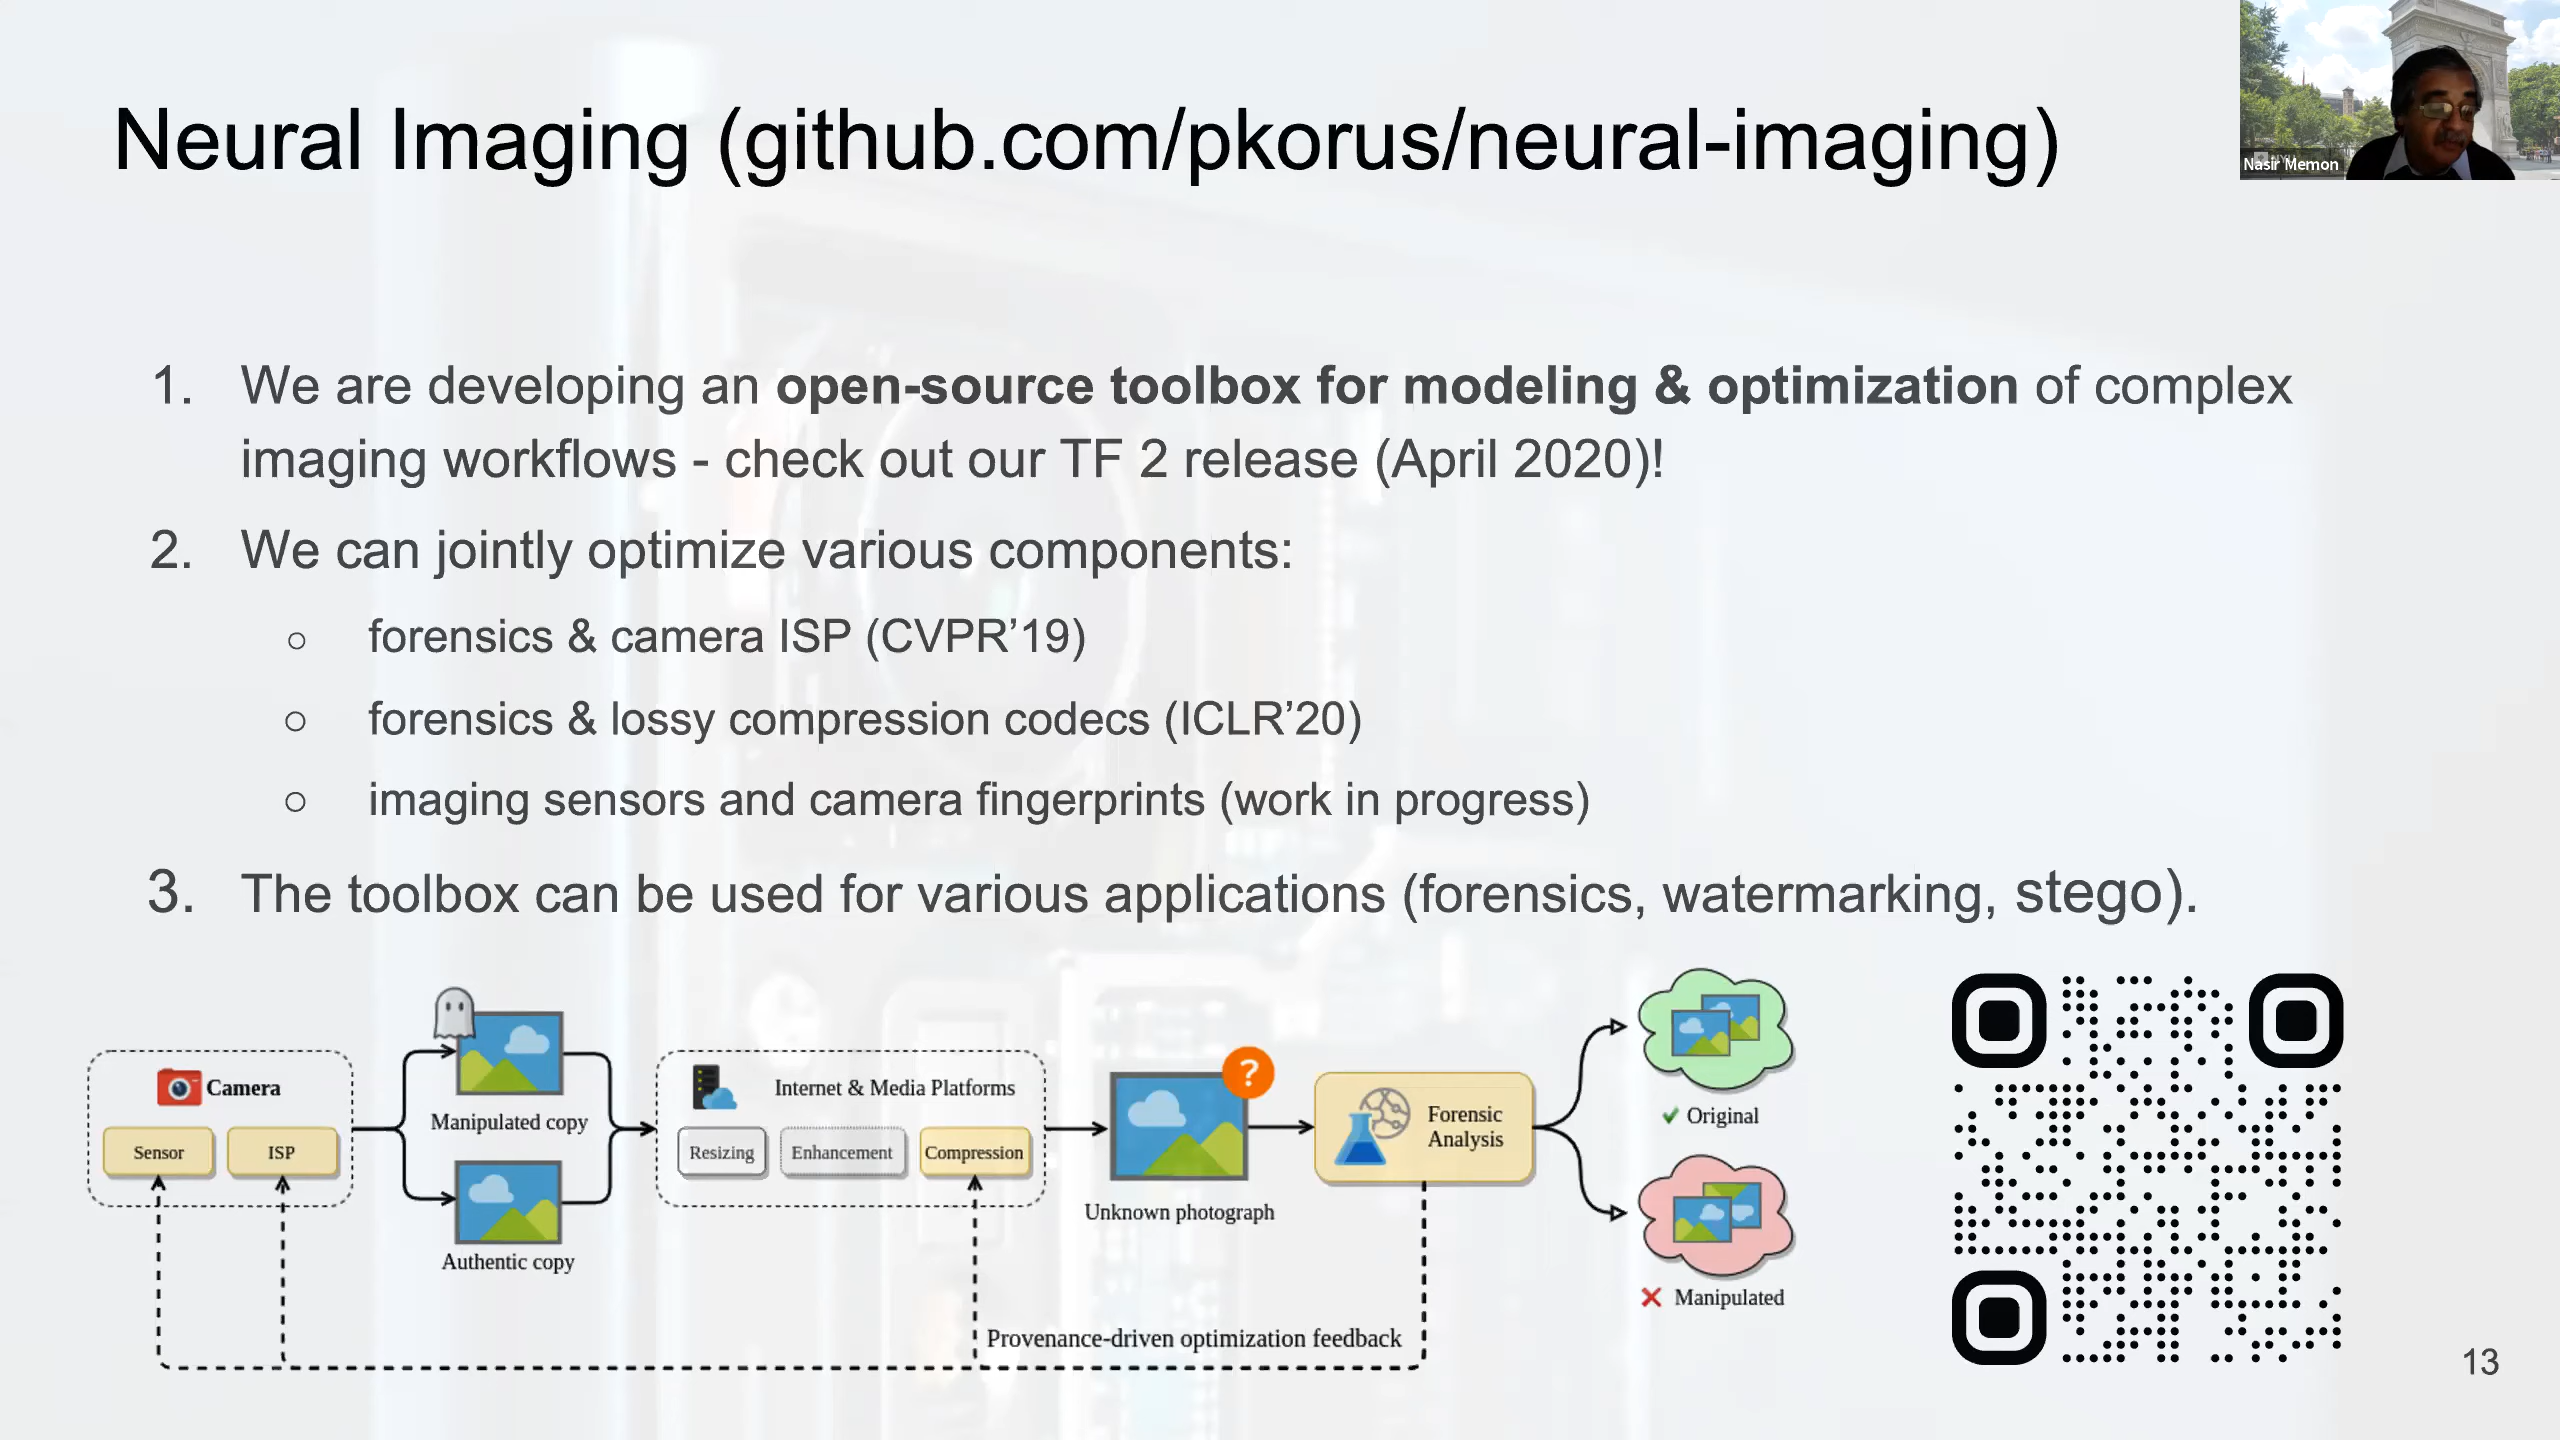 Neural Imaging (github.com/pkorus/neural-imaging)
Nasir Memon
1. We are developing an open-source toolbox for modeling & optimization of complex
imaging workflows - check out our TF 2 release (April 2020)!
2. We can jointly optimize various components:
○ forensics & camera ISP (CVPR’19)
○ forensics & lossy compression codecs (ICLR’20)
○ imaging sensors and camera fingerprints (work in progress)
3. The toolbox can be used for various applications (forensics, watermarking, stego).
Camera
Sensor
ISP
Manipulated copy
Authentic copy
Internet & Media Platforms
Resizing
Enhancement
Compression
?
Unknown photograph
Forensic
Analysis
Original
Manipulated
Provenance-driven optimization feedback
13